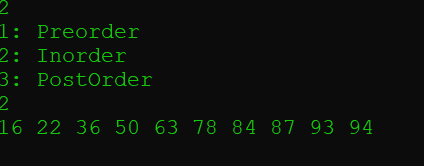 2
1: Preorder
2: Inorder
3: PostOrder
2
16 22 36 50 63 78 84 87 93 94